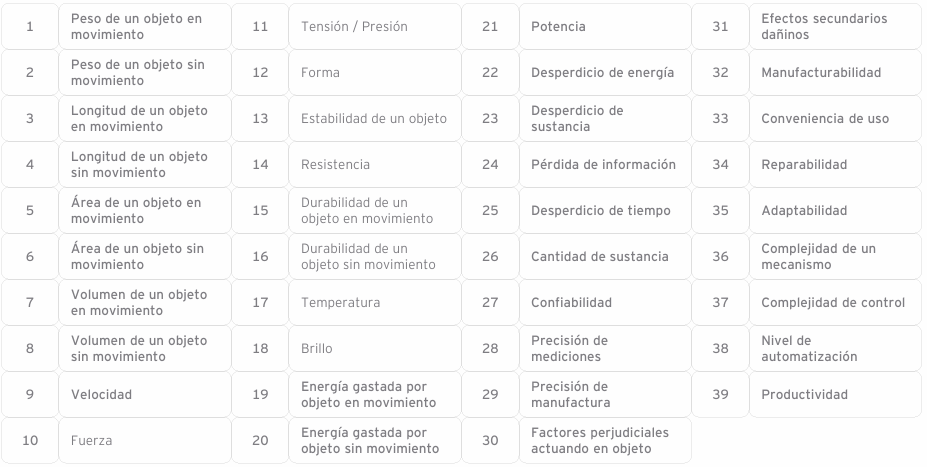 1 Peso de un objeto en
movimiento
2 Peso de un objeto sin
movimiento
3 Longitud de un objeto
en movimiento
4 Longitud de un objeto
sin movimiento
5 Área de un objeto en
movimiento
6 Área de un objeto sin
movimiento
7 Volumen de un objeto
en movimiento
8 Volumen de un objeto
sin movimiento
9 Velocidad
10 Fuerza
11 Tensión / Presión
12 Forma
13 Estabilidad de un objeto
14 Resistencia
15 Durabilidad de un
objeto en movimiento
16 Durabilidad de un
objeto sin movimiento
17 Temperatura
18 Brillo
19 Energía gastada por
objeto en movimiento
20 Energía gastada por
objeto sin movimiento
21 Potencia
22 Desperdicio de energía
23 Desperdicio de
sustancia
24 Pérdida de información
25 Desperdicio de tiempo
26 Cantidad de sustancia
27 Confiabilidad
28 Precisión de
mediciones
29 Precisión de
manufactura
30 Factores perjudiciales
actuando en objeto
31 Efectos secundarios
dañinos
32 Manufacturabilidad
33 Conveniencia de uso
34 Reparabilidad
35 Adaptabilidad
36 Complejidad de un
mecanismo
37 Complejidad de control
38 Nivel de
automatización
39 Productividad